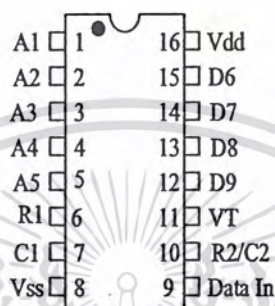 A1 1 16 Vdd
A2 2 15 D6
A3 3 14 D7
A4 4 13 D8
A5 5 12 D9
R1 6 11 VT
C1 7 10 R2/C2
Vss 8 9 Data In